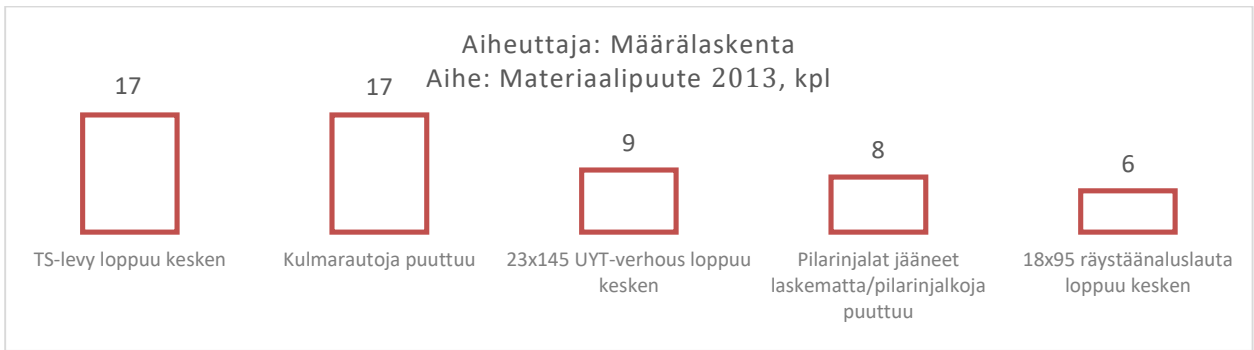 Aiheuttaja: Määrälaskenta
Aihe: Materiaalipuute 2013, kpl
17
17
9
8
6
TS-levy loppuu kesken
Kulmarautoja puuttuu
23x145 UYT-verhous loppuu
kesken
Pilarinjalat jääneet
laskematta/pilarinjalkoja
puuttuu
18x95 räystäänaluslauta
loppuu kesken